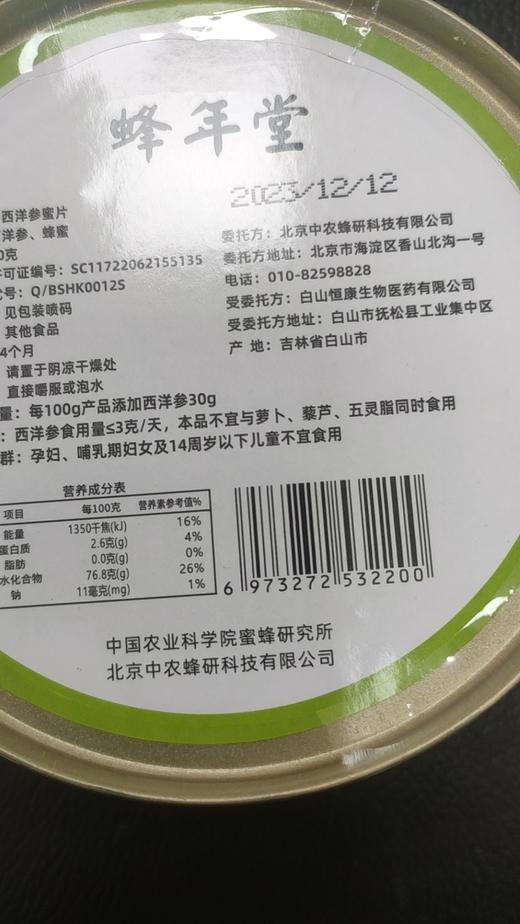 蜂年堂
2023/12/12
西洋参蜜片
洋参、蜂蜜
0克
可证编号：SC11722062155135
号：Q/BSHK0012S
见包装喷码
其他食品
4个月
请置于阴凉干燥处
直接嚼服或泡水
委托方：北京中农蜂研科技有限公司
委托方地址：北京市海淀区香山北沟一号
电话：010-82598828
受委托方：白山恒康生物医药有限公司
受委托方地址：白山市抚松县工业集中区
产 地：吉林省白山市
量：每100g产品添加西洋参30g
：西洋参食用量≤3克/天，本品不宜与萝卜、藜芦、五灵脂同时食用
群：孕妇、哺乳期妇女及14周岁以下儿童不宜食用
营养成分表
项目 每100克 营养素参考值%
能量 1350千焦(kJ) 16%
蛋白质 2.6克(g) 4%
脂肪 0.0克(g) 0%
水化合物 76.8克(g) 26%
钠 11毫克(mg) 1%
6 973272 532200
中国农业科学院蜜蜂研究所
北京中农蜂研科技有限公司